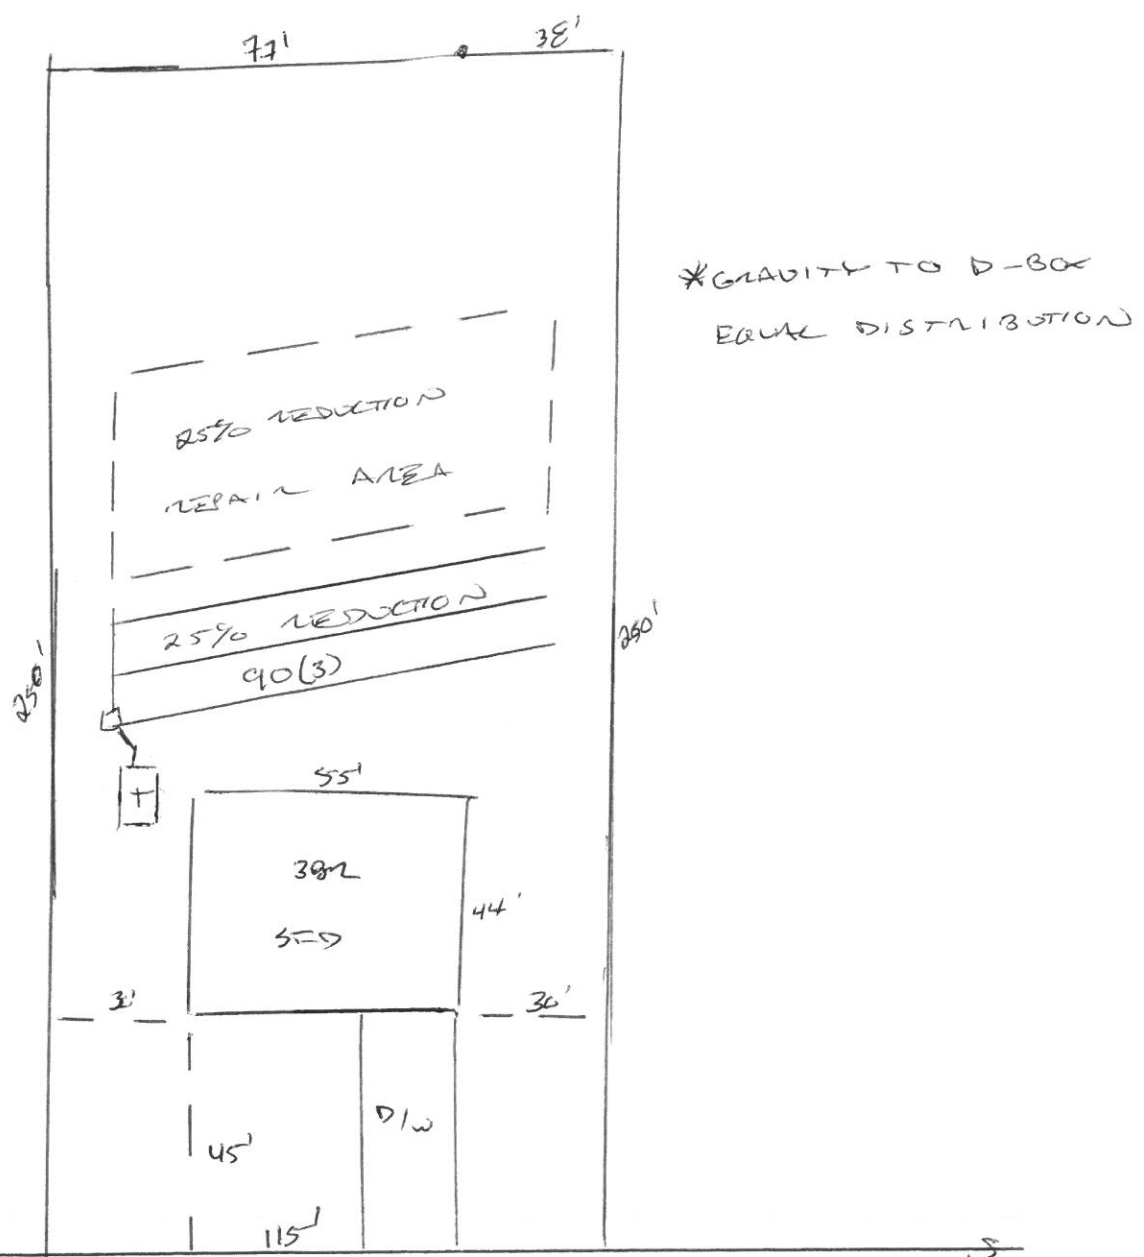 77' 38'
*GRAVITY TO D-BOX
EQUAL DISTRIBUTION
25% REDUCTION
REPAIR AREA
25% REDUCTION
250'
250'
90(3)
T
55'
3BR
44'
SFD
30'
D/W
45'
115'